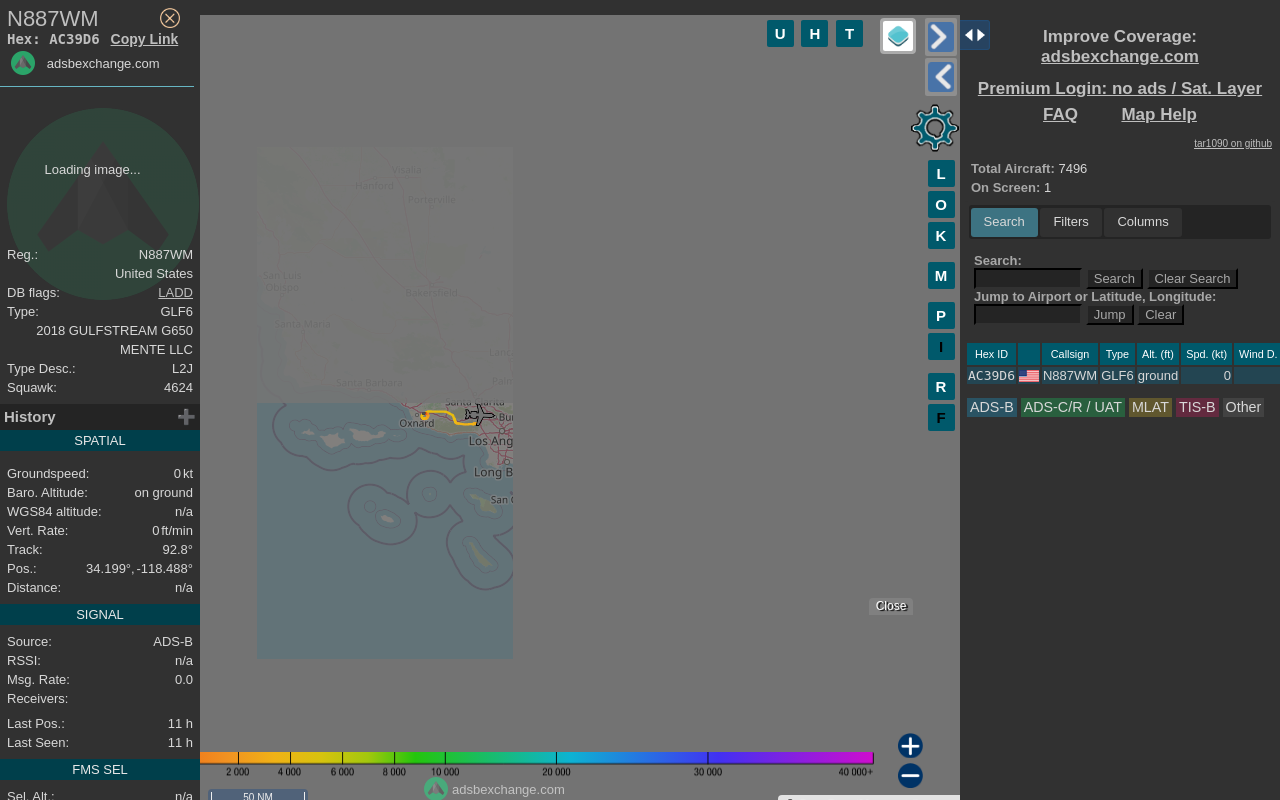 N887WM
Hex: AC39D6 Copy Link
adsbexchange.com
Loading image...
Reg.: N887WM
United States
DB flags: LADD
Type: GLF6
2018 GULFSTREAM G650
MENTE LLC
Type Desc.: L2J
Squawk: 4624
History
SPATIAL
Groundspeed: 0 kt
Baro. Altitude: on ground
WGS84 altitude: n/a
Vert. Rate: 0 ft/min
Track: 92.8°
Pos.: 34.199°, -118.488°
Distance: n/a
SIGNAL
Source: ADS-B
RSSI: n/a
Msg. Rate: 0.0
Receivers:
Last Pos.: 11 h
Last Seen: 11 h
FMS SEL
Sel. Alt.: n/a
U H T
L
O
K
M
P
I
R
F
Visalia
Hanford
Porterville
San Luis
Obispo
Bakersfield
Santa Maria
Santa Barbara
Oxnard
Los Ang
Long B
Close
2 000 4 000 6 000 8 000 10 000 20 000 30 000 40 000+
adsbexchange.com
50 NM
Improve Coverage:
adsbexchange.com
Premium Login: no ads / Sat. Layer
FAQ Map Help
tar1090 on github
Total Aircraft: 7496
On Screen: 1
Search Filters Columns
Search:
Search Clear Search
Jump to Airport or Latitude, Longitude:
Jump Clear
Hex ID Callsign Type Alt. (ft) Spd. (kt) Wind D.
AC39D6 N887WM GLF6 ground 0
ADS-B ADS-C/R / UAT MLAT TIS-B Other